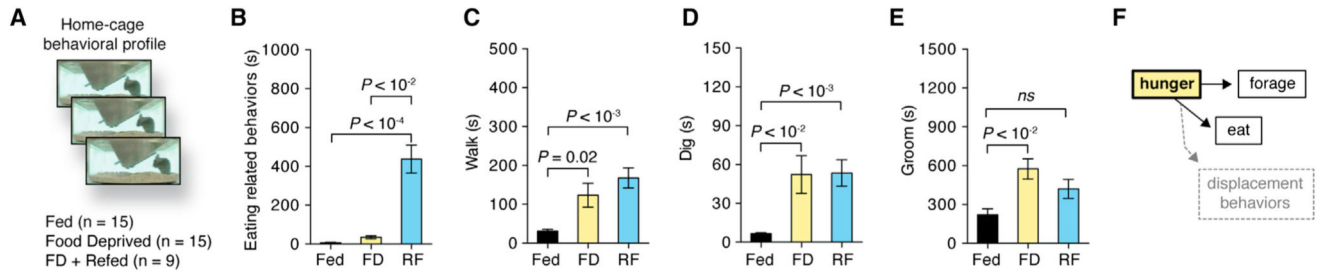 A
Home-cage
behavioral profile
Fed (n = 15)
Food Deprived (n = 15)
FD + Refed (n = 9)
B
Eating related behaviors (s)
1000
800
600
400
200
0
P < 10-2
P < 10-4
Fed FD RF
C
Walk (s)
500
400
300
200
100
0
P < 10-3
P = 0.02
Fed FD RF
D
Dig (s)
150
120
90
60
30
0
P < 10-3
P < 10-2
Fed FD RF
E
Groom (s)
1500
1200
900
600
300
0
ns
P < 10-2
Fed FD RF
F
hunger
forage
eat
displacement
behaviors